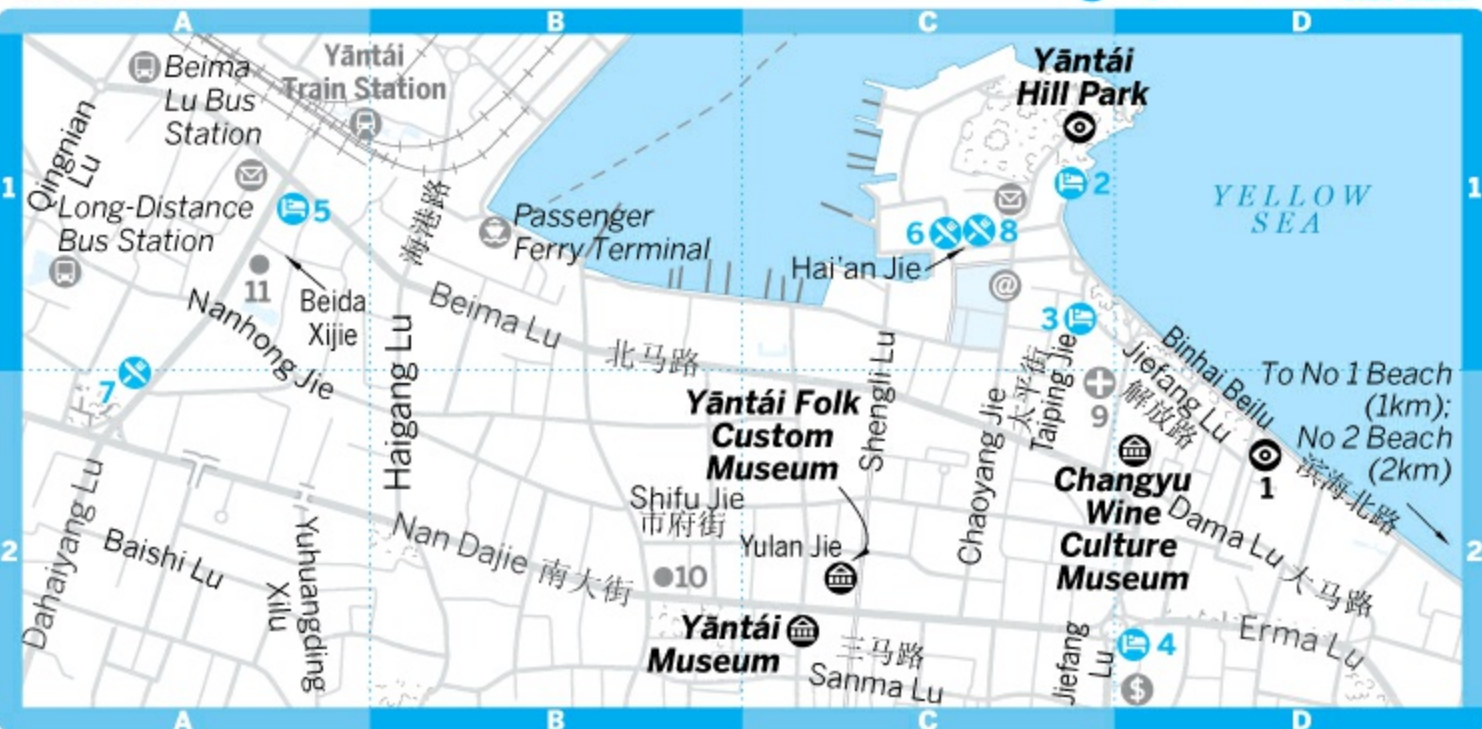 A
B
C
D
1
Beima
Lu Bus
Station
Yāntái
Train Station
Yāntái
Hill Park
Qingnian
Lu
Long-Distance
Bus Station
5
11
Beida
Xijie
Nanhong Jie
7
海港路
Haigang Lu
Passenger
Ferry Terminal
Beima Lu
北马路
2
6
8
Hai'an Jie
@
3
YELLOW
SEA
1
Shengli Lu
Chaoyang Jie
太平街
Taiping Jie
9
Jiefang Lu
解放路
Binhai Beilu
滨海北路
To No 1 Beach
(1km);
No 2 Beach
(2km)
1
Yāntái Folk
Custom
Museum
Changyu
Wine
Culture
Museum
Dama Lu 大马路
2
Dahaiyang Lu
Baishi Lu
Yuhuangding
Xilu
Nan Dajie 南大街
Shifu Jie
市府街
Yulan Jie
10
Yāntái
Museum
三马路
Sanma Lu
Jiefang
Lu
4
$
Erma Lu
2
A
B
C
D